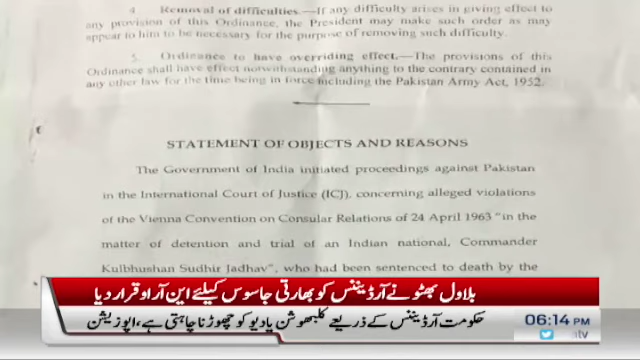 4. Removal of difficulties.—If any difficulty arises in giving effect to
any provision of this Ordinance, the President may make such order as may
appear to him to be necessary for the purpose of removing such difficulty.
5. Ordinance to have overriding effect.—The provisions of this
Ordinance shall have effect notwithstanding anything to the contrary contained in
any other law for the time being in force including the Pakistan Army Act, 1952.
STATEMENT OF OBJECTS AND REASONS
The Government of India initiated proceedings against Pakistan
in the International Court of Justice (ICJ), concerning alleged violations
of the Vienna Convention on Consular Relations of 24 April 1963 "in the
matter of detention and trial of an Indian national, Commander
Kulbhushan Sudhir Jadhav", who had been sentenced to death by the
بلاول بھٹو نے آرڈیننس کو بھارتی جاسوس کیلئے این آر او قرار دیا
حکومت آرڈیننس کے ذریعے کلبھوشن یادیو کو چھوڑنا چاہتی ہے، اپوزیشن
06:14 PM